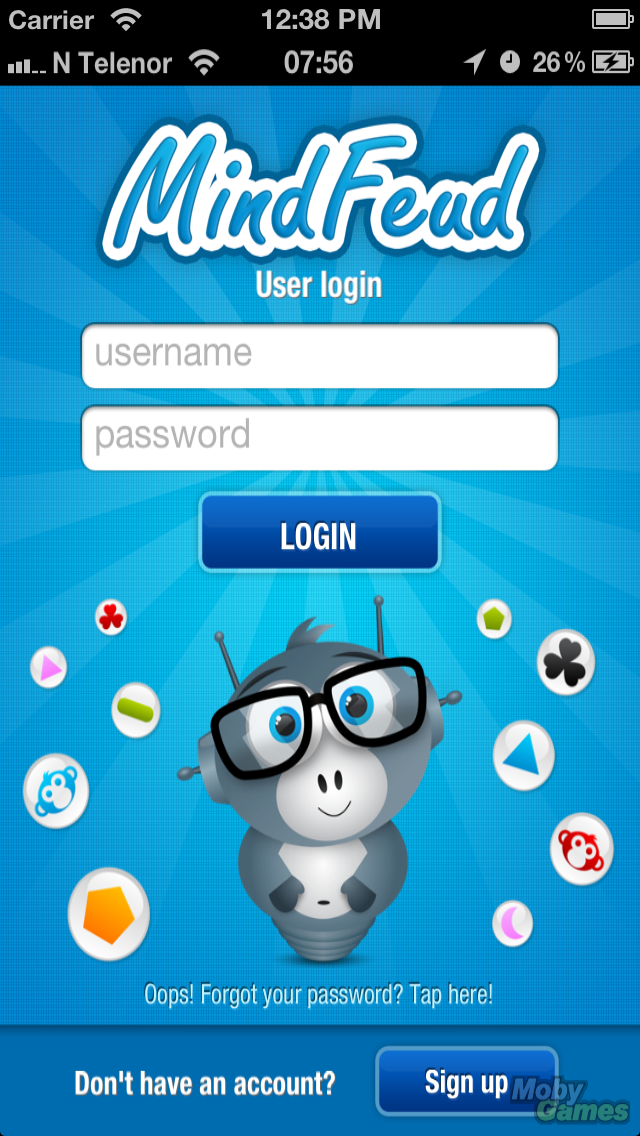 Carrier 12:38 PM
N Telenor 07:56 26%
MindFeud
User login
username
password
LOGIN
Oops! Forgot your password? Tap here!
Don't have an account? Sign up
Moby
Games